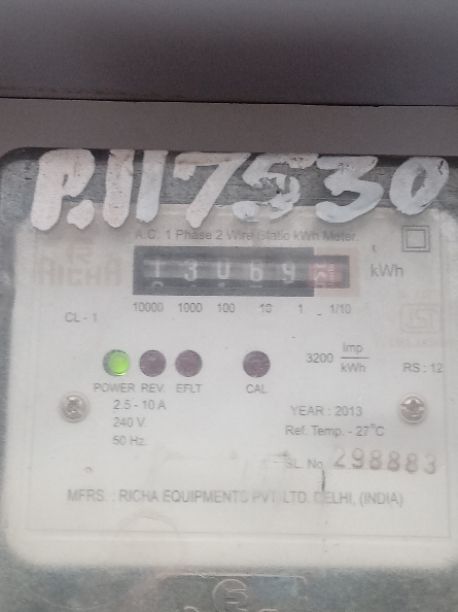 P.117530
A.C. 1 Phase 2 Wire Static kWh Meter.
RICHA
13069 kWh
10000 1000 100 10 1 1/10
CL - 1
3200 Imp/kWh
RS : 12
POWER REV. EFLT CAL
2.5 - 10 A
240 V.
50 Hz.
YEAR : 2013
Ref. Temp. - 27°C
SL. No. 298883
MFRS. : RICHA EQUIPMENTS PVT. LTD. DELHI, (INDIA)